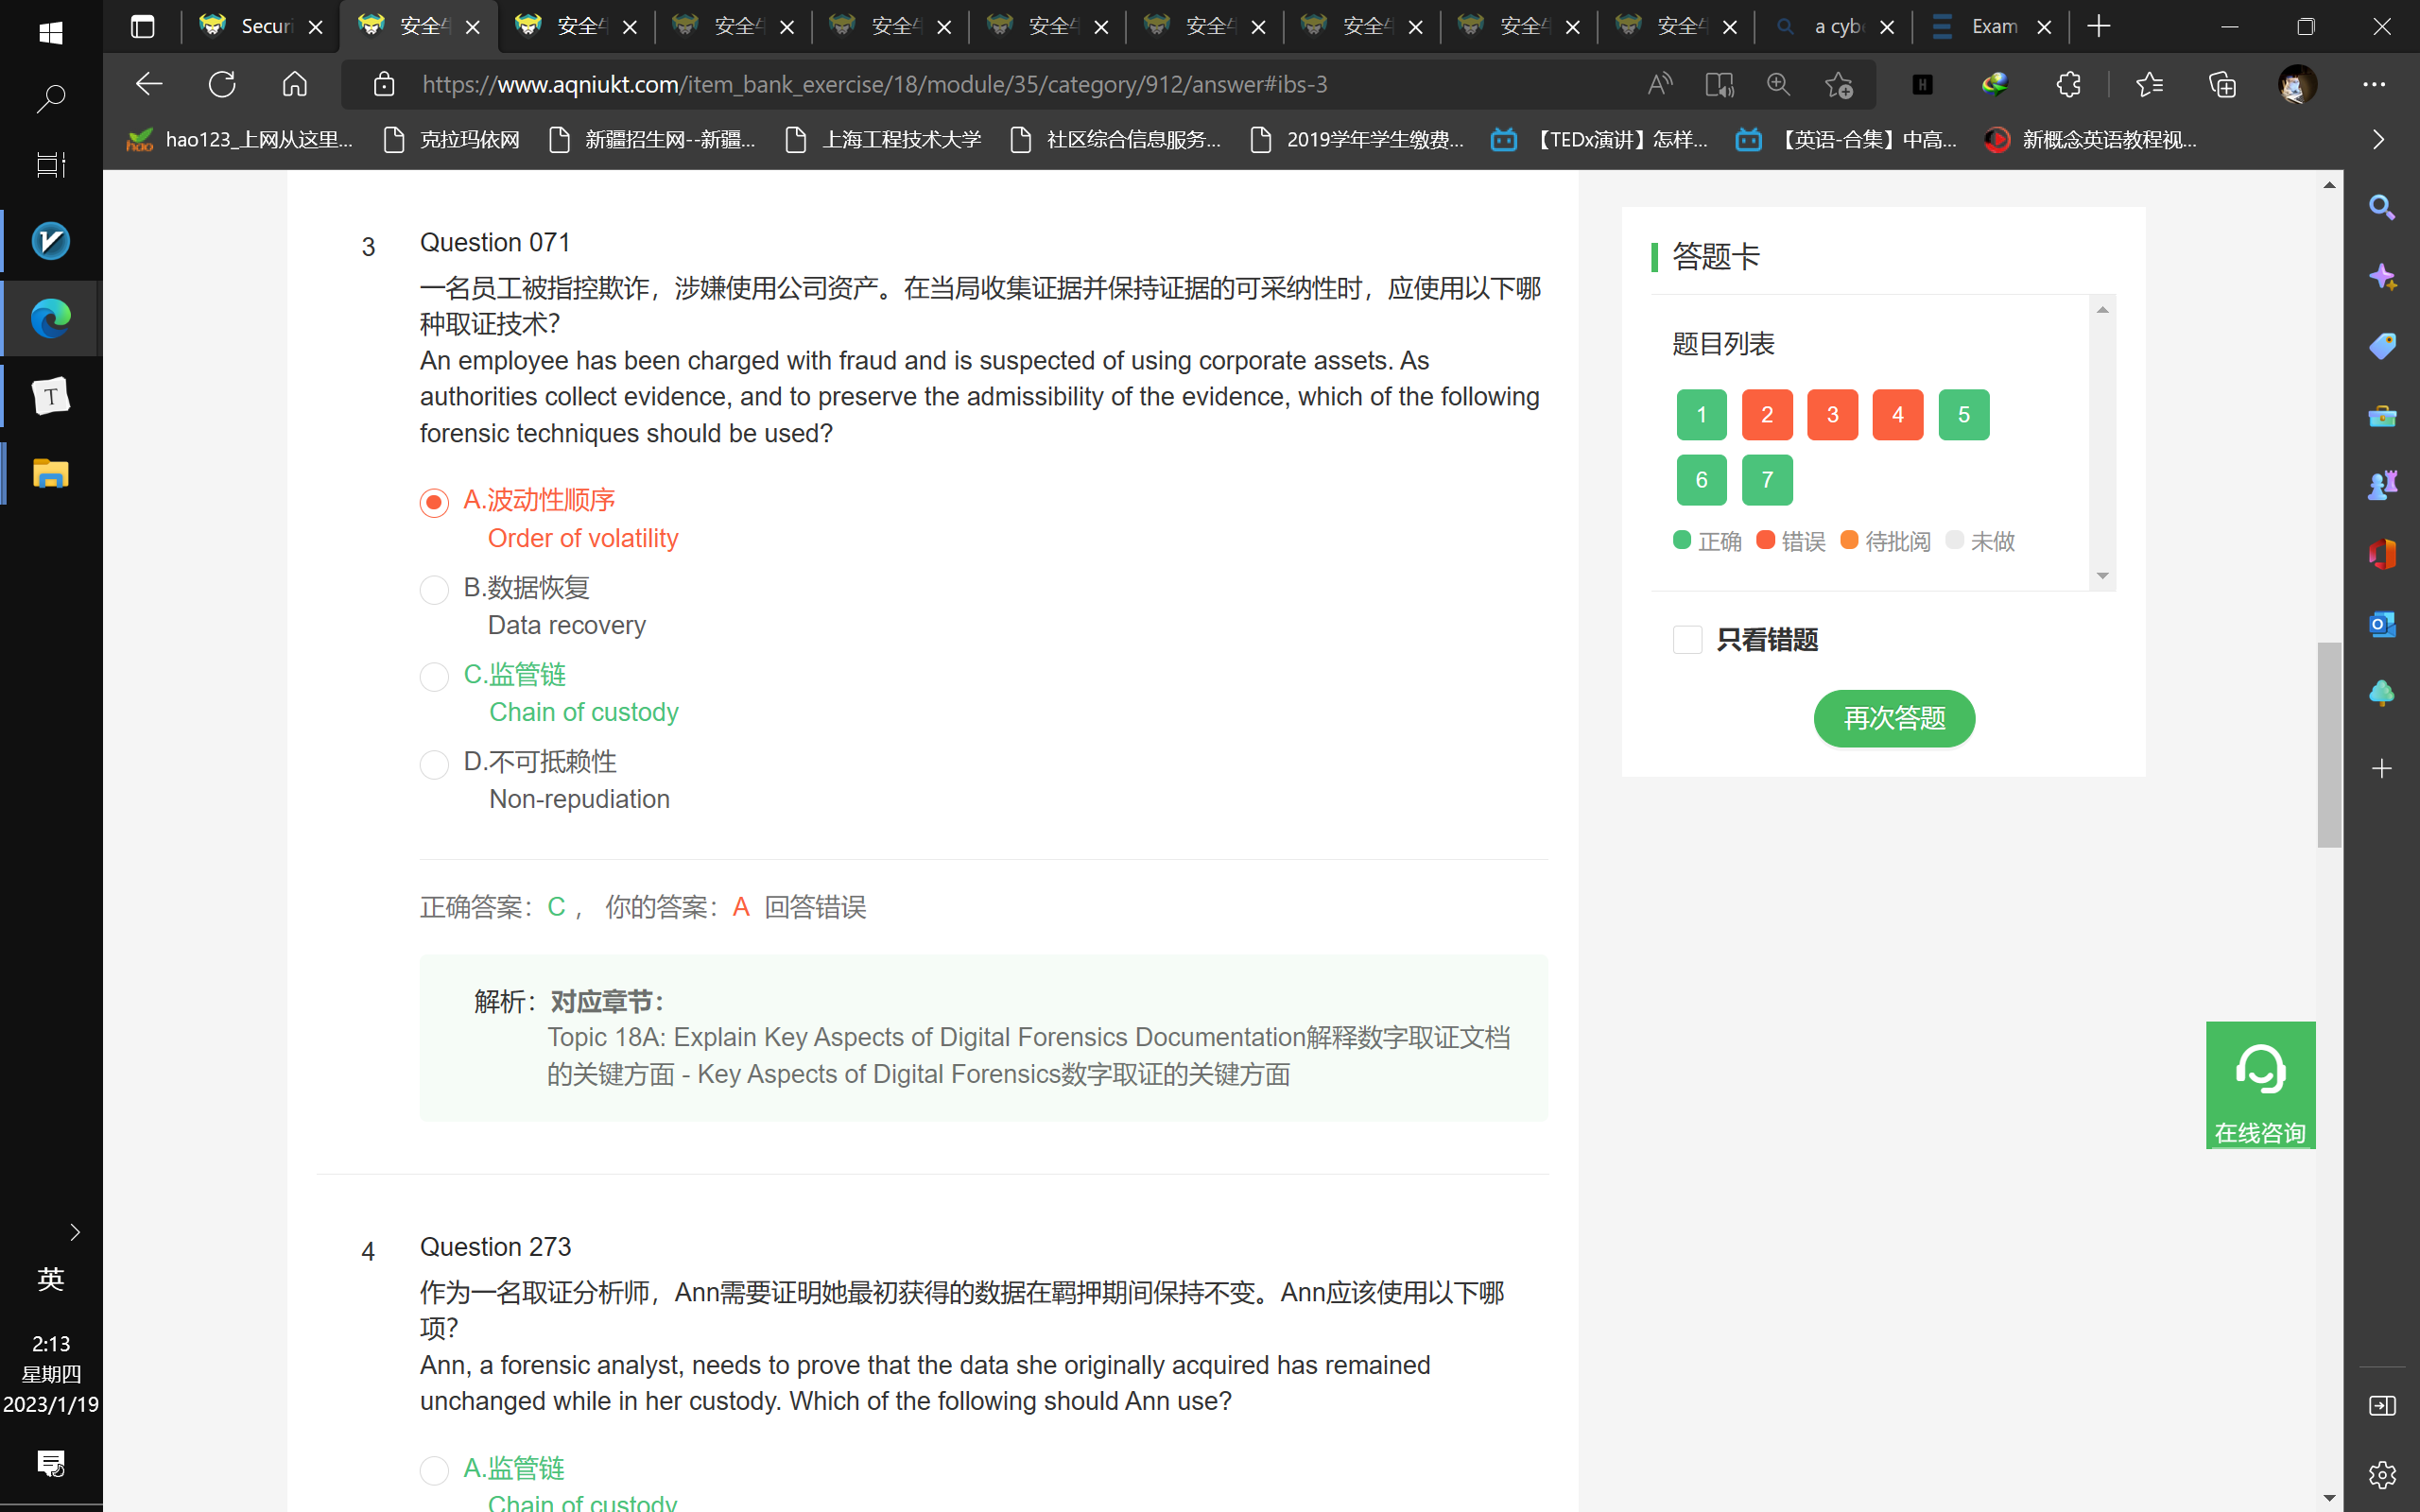 Securi
安全牛
安全牛
安全牛
安全牛
安全牛
安全牛
安全牛
安全牛
安全牛
a cybe
Exam
https://www.aqniukt.com/item_bank_exercise/18/module/35/category/912/answer#ibs-3
hao123_上网从这里...
克拉玛依网
新疆招生网--新疆...
上海工程技术大学
社区综合信息服务...
2019学年学生缴费...
【TEDx演讲】怎样...
【英语-合集】中高...
新概念英语教程视...
3
Question 071
一名员工被指控欺诈，涉嫌使用公司资产。在当局收集证据并保持证据的可采纳性时，应使用以下哪
种取证技术？
An employee has been charged with fraud and is suspected of using corporate assets. As
authorities collect evidence, and to preserve the admissibility of the evidence, which of the following
forensic techniques should be used?
A.波动性顺序
Order of volatility
B.数据恢复
Data recovery
C.监管链
Chain of custody
D.不可抵赖性
Non-repudiation
正确答案：C， 你的答案：A 回答错误
解析：对应章节：
Topic 18A: Explain Key Aspects of Digital Forensics Documentation解释数字取证文档
的关键方面 - Key Aspects of Digital Forensics数字取证的关键方面
4
Question 273
作为一名取证分析师，Ann需要证明她最初获得的数据在羁押期间保持不变。Ann应该使用以下哪
项？
Ann, a forensic analyst, needs to prove that the data she originally acquired has remained
unchanged while in her custody. Which of the following should Ann use?
A.监管链
Chain of custody
答题卡
题目列表
1 2 3 4 5
6 7
正确 错误 待批阅 未做
只看错题
再次答题
在线咨询
英
2:13
星期四
2023/1/19